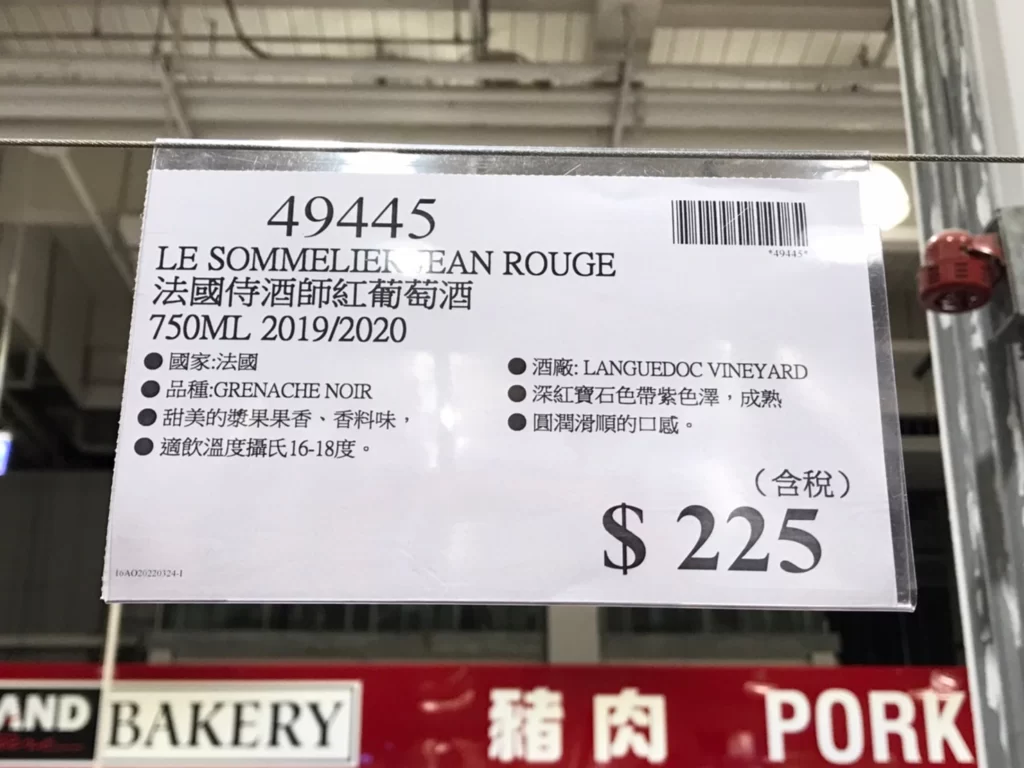 49445
*49445*
LE SOMMELIER JEAN ROUGE
法國侍酒師紅葡萄酒
750ML 2019/2020
● 國家:法國
● 品種:GRENACHE NOIR
● 甜美的漿果果香、香料味，
● 適飲溫度攝氏16-18度。
● 酒廠: LANGUEDOC VINEYARD
● 深紅寶石色帶紫色澤，成熟
● 圓潤滑順的口感。
（含稅）
$ 225
16AO20220324-1
AND
BAKERY
豬肉 PORK